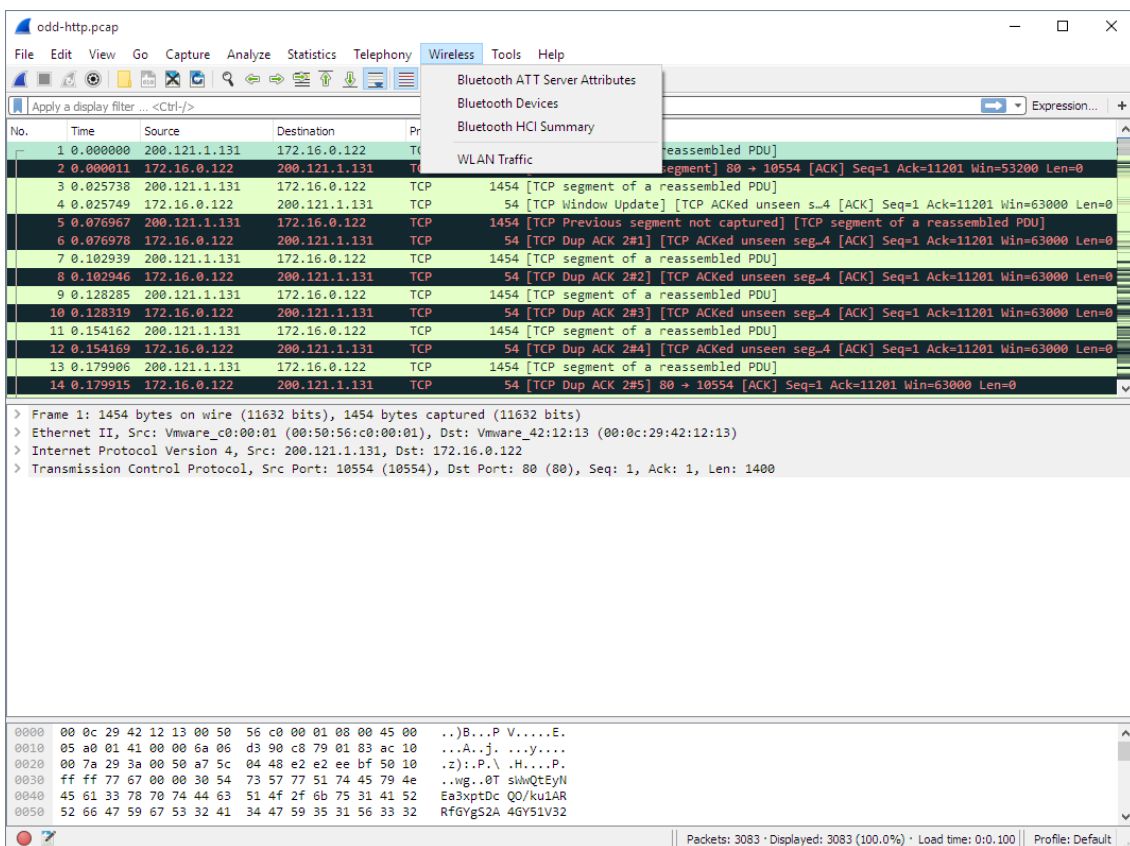 odd-http.pcap
File Edit View Go Capture Analyze Statistics Telephony Wireless Tools Help
Bluetooth ATT Server Attributes
Bluetooth Devices
Bluetooth HCI Summary
WLAN Traffic
Apply a display filter ... <Ctrl-/> Expression... +
No. Time Source Destination
1 0.000000 200.121.1.131 172.16.0.122 reassembled PDU]
2 0.000011 172.16.0.122 200.121.1.131 segment] 80 → 10554 [ACK] Seq=1 Ack=11201 Win=53200 Len=0
3 0.025738 200.121.1.131 172.16.0.122 TCP 1454 [TCP segment of a reassembled PDU]
4 0.025749 172.16.0.122 200.121.1.131 TCP 54 [TCP Window Update] [TCP ACKed unseen s…4 [ACK] Seq=1 Ack=11201 Win=63000 Len=0
5 0.076967 200.121.1.131 172.16.0.122 TCP 1454 [TCP Previous segment not captured] [TCP segment of a reassembled PDU]
6 0.076978 172.16.0.122 200.121.1.131 TCP 54 [TCP Dup ACK 2#1] [TCP ACKed unseen seg…4 [ACK] Seq=1 Ack=11201 Win=63000 Len=0
7 0.102939 200.121.1.131 172.16.0.122 TCP 1454 [TCP segment of a reassembled PDU]
8 0.102946 172.16.0.122 200.121.1.131 TCP 54 [TCP Dup ACK 2#2] [TCP ACKed unseen seg…4 [ACK] Seq=1 Ack=11201 Win=63000 Len=0
9 0.128285 200.121.1.131 172.16.0.122 TCP 1454 [TCP segment of a reassembled PDU]
10 0.128319 172.16.0.122 200.121.1.131 TCP 54 [TCP Dup ACK 2#3] [TCP ACKed unseen seg…4 [ACK] Seq=1 Ack=11201 Win=63000 Len=0
11 0.154162 200.121.1.131 172.16.0.122 TCP 1454 [TCP segment of a reassembled PDU]
12 0.154169 172.16.0.122 200.121.1.131 TCP 54 [TCP Dup ACK 2#4] [TCP ACKed unseen seg…4 [ACK] Seq=1 Ack=11201 Win=63000 Len=0
13 0.179906 200.121.1.131 172.16.0.122 TCP 1454 [TCP segment of a reassembled PDU]
14 0.179915 172.16.0.122 200.121.1.131 TCP 54 [TCP Dup ACK 2#5] 80 → 10554 [ACK] Seq=1 Ack=11201 Win=63000 Len=0
> Frame 1: 1454 bytes on wire (11632 bits), 1454 bytes captured (11632 bits)
> Ethernet II, Src: Vmware_c0:00:01 (00:50:56:c0:00:01), Dst: Vmware_42:12:13 (00:0c:29:42:12:13)
> Internet Protocol Version 4, Src: 200.121.1.131, Dst: 172.16.0.122
> Transmission Control Protocol, Src Port: 10554 (10554), Dst Port: 80 (80), Seq: 1, Ack: 1, Len: 1400
0000 00 0c 29 42 12 13 00 50 56 c0 00 01 08 00 45 00 ..)B...P V.....E.
0010 05 a0 01 41 00 00 6a 06 d3 90 c8 79 01 83 ac 10 ...A..j. ...y....
0020 00 7a 29 3a 00 50 a7 5c 04 48 e2 e2 ee bf 50 10 .z):.P.\ .H....P.
0030 ff ff 77 67 00 00 30 54 73 57 77 51 74 45 79 4e ..wg..0T sWwQtEyN
0040 45 61 33 78 70 74 44 63 51 4f 2f 6b 75 31 41 52 Ea3xptDc QO/ku1AR
0050 52 66 47 59 67 53 32 41 34 47 59 35 31 56 33 32 RfGYgS2A 4GY51V32
Packets: 3083 · Displayed: 3083 (100.0%) · Load time: 0:0.100 Profile: Default